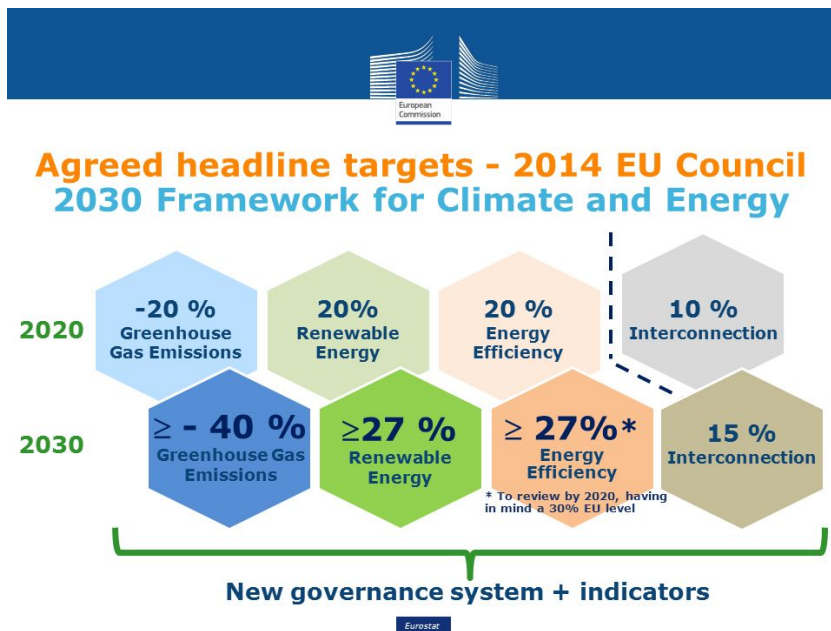 European
Commission
Agreed headline targets - 2014 EU Council
2030 Framework for Climate and Energy
2020
-20 %
Greenhouse
Gas Emissions
20%
Renewable
Energy
20 %
Energy
Efficiency
10 %
Interconnection
2030
≥ - 40 %
Greenhouse Gas
Emissions
≥27 %
Renewable
Energy
≥ 27%*
Energy
Efficiency
* To review by 2020, having
in mind a 30% EU level
15 %
Interconnection
New governance system + indicators
Eurostat